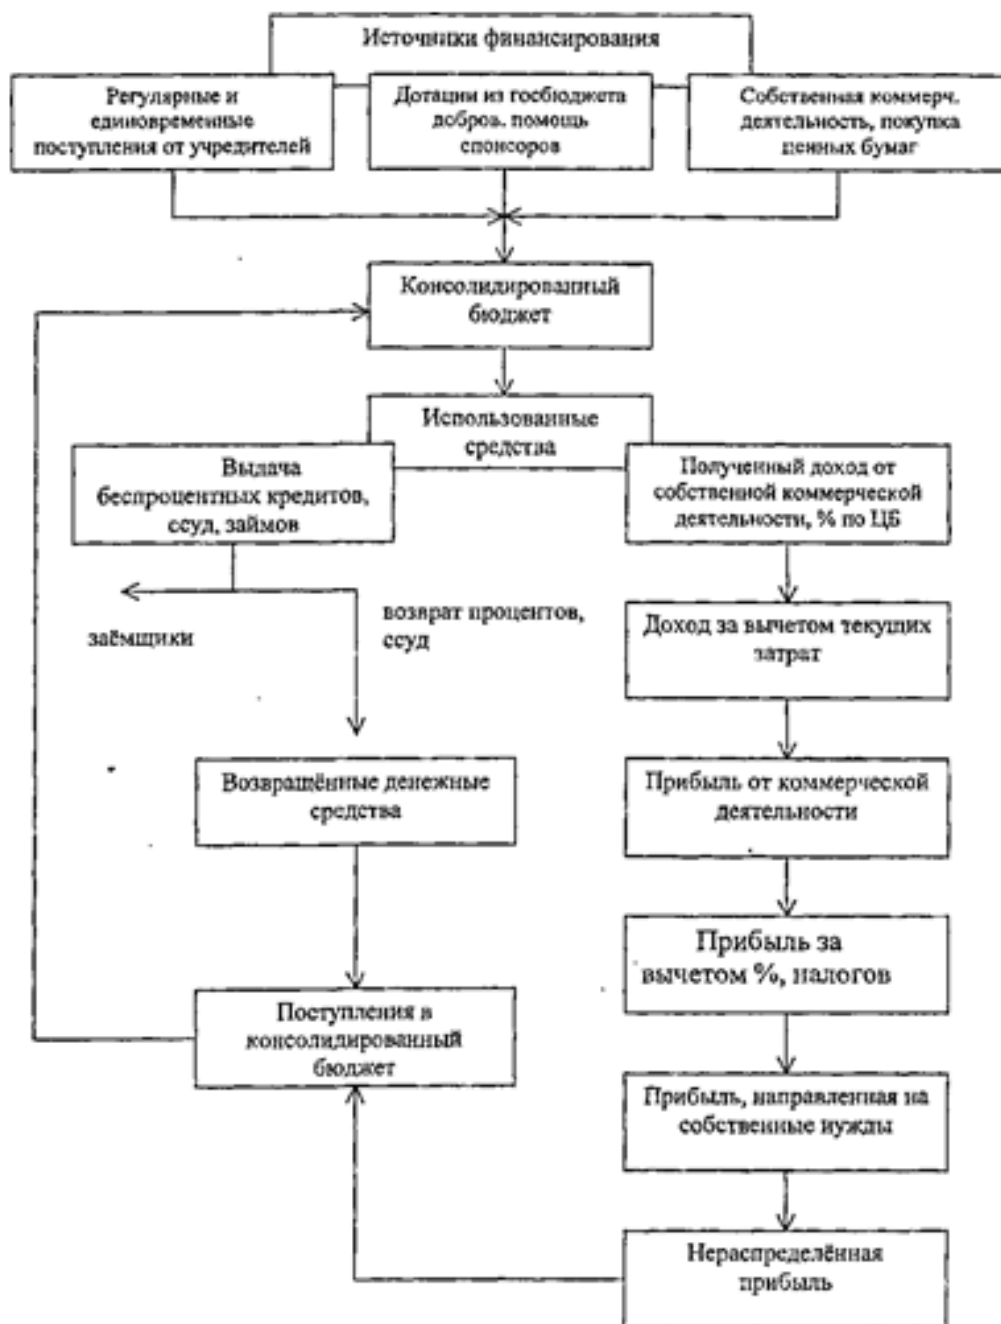 Источники финансирования
Регулярные и
единовременные
поступления от учредителей
Дотации из госбюджета
добров. помощь
спонсоров
Собственная коммерч.
деятельность, покупка
ценных бумаг
Консолидированный
бюджет
Использованные
средства
Выдача
беспроцентных кредитов,
ссуд, займов
Полученный доход от
собственной коммерческой
деятельности, % по ЦБ
заёмщики
возврат процентов,
ссуд
Доход за вычетом текущих
затрат
Возвращённые денежные
средства
Прибыль от коммерческой
деятельности
Прибыль за
вычетом %, налогов
Поступления в
консолидированный
бюджет
Прибыль, направленная на
собственные нужды
Нераспределённая
прибыль